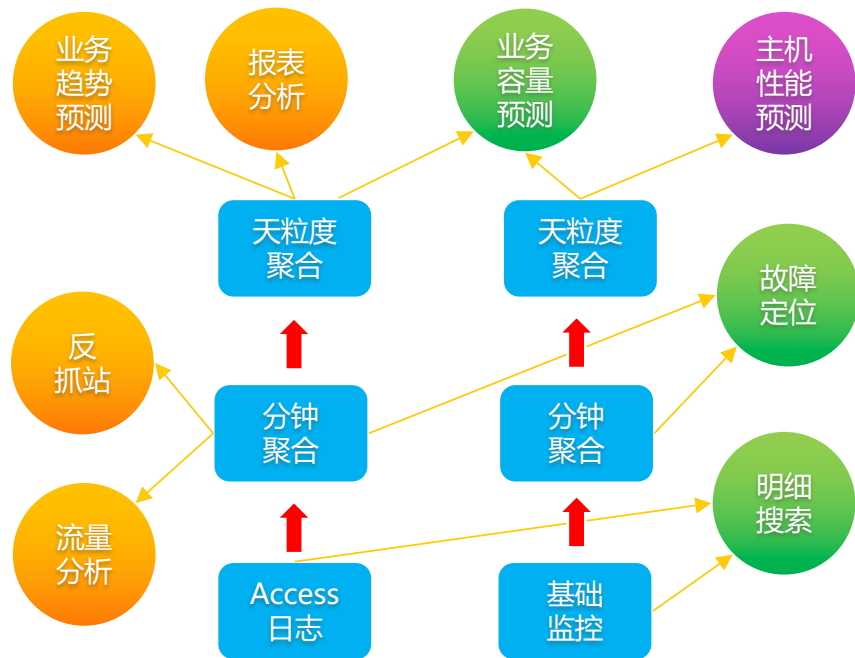 业务
趋势
预测
报表
分析
业务
容量
预测
主机
性能
预测
天粒度
聚合
天粒度
聚合
故障
定位
反
抓站
分钟
聚合
分钟
聚合
明细
搜索
流量
分析
Access
日志
基础
监控